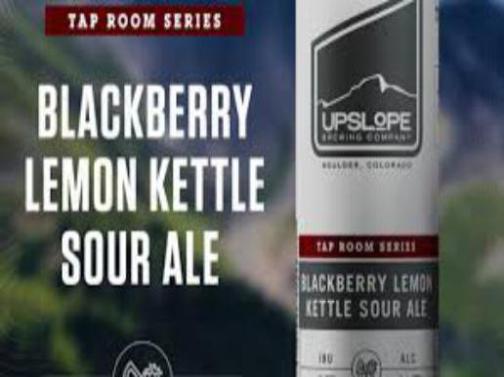 TAP ROOM SERIES
BLACKBERRY
LEMON KETTLE
SOUR ALE
UPSLOPE
BREWING COMPANY
BOULDER, COLORADO
TAP ROOM SERIES
BLACKBERRY LEMON
KETTLE SOUR ALE
IBU
ALC